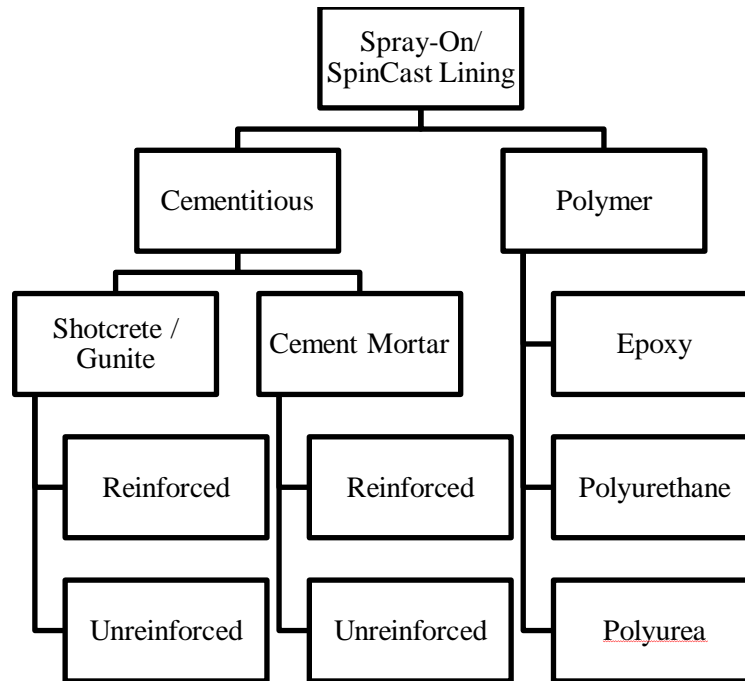 Spray-On/
SpinCast Lining
Cementitious
Polymer
Shotcrete /
Gunite
Cement Mortar
Epoxy
Reinforced
Reinforced
Polyurethane
Unreinforced
Unreinforced
Polyurea